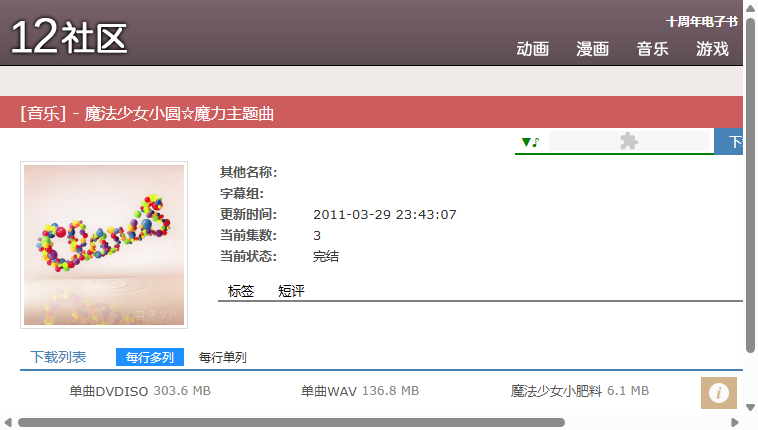 十周年电子书
12社区
动画 漫画 音乐 游戏
[音乐] - 魔法少女小圆☆魔力主题曲
▼♪
其他名称:
字幕组:
更新时间: 2011-03-29 23:43:07
当前集数: 3
当前状态: 完结
标签 短评
下载列表 每行多列 每行单列
单曲DVDISO 303.6 MB 单曲WAV 136.8 MB 魔法少女小肥料 6.1 MB